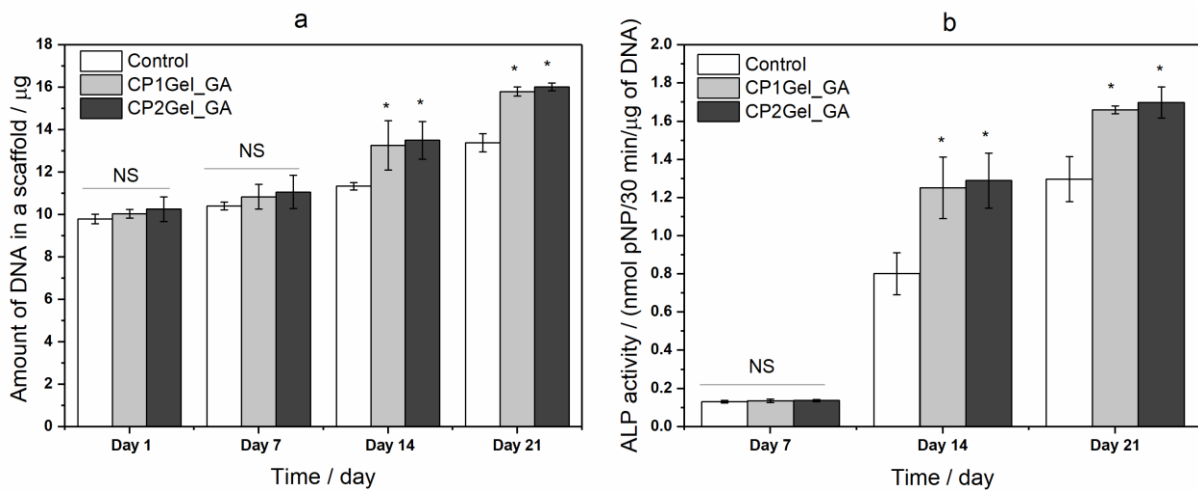 a
Amount of DNA in a scaffold / μg
18
16
14
12
10
8
6
4
2
0
Control
CP1Gel_GA
CP2Gel_GA
NS
NS
* *
* *
Day 1 Day 7 Day 14 Day 21
Time / day
b
ALP activity / (nmol pNP/30 min/μg of DNA)
2.0
1.8
1.6
1.4
1.2
1.0
0.8
0.6
0.4
0.2
0.0
Control
CP1Gel_GA
CP2Gel_GA
NS
* *
* *
Day 7 Day 14 Day 21
Time / day